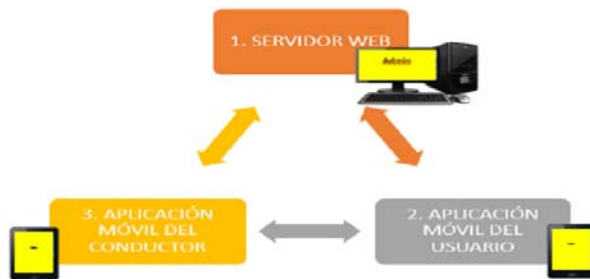 1. SERVIDOR WEB
Admin
3. APLICACIÓN
MÓVIL DEL
CONDUCTOR
2. APLICACIÓN
MÓVIL DEL
USUARIO